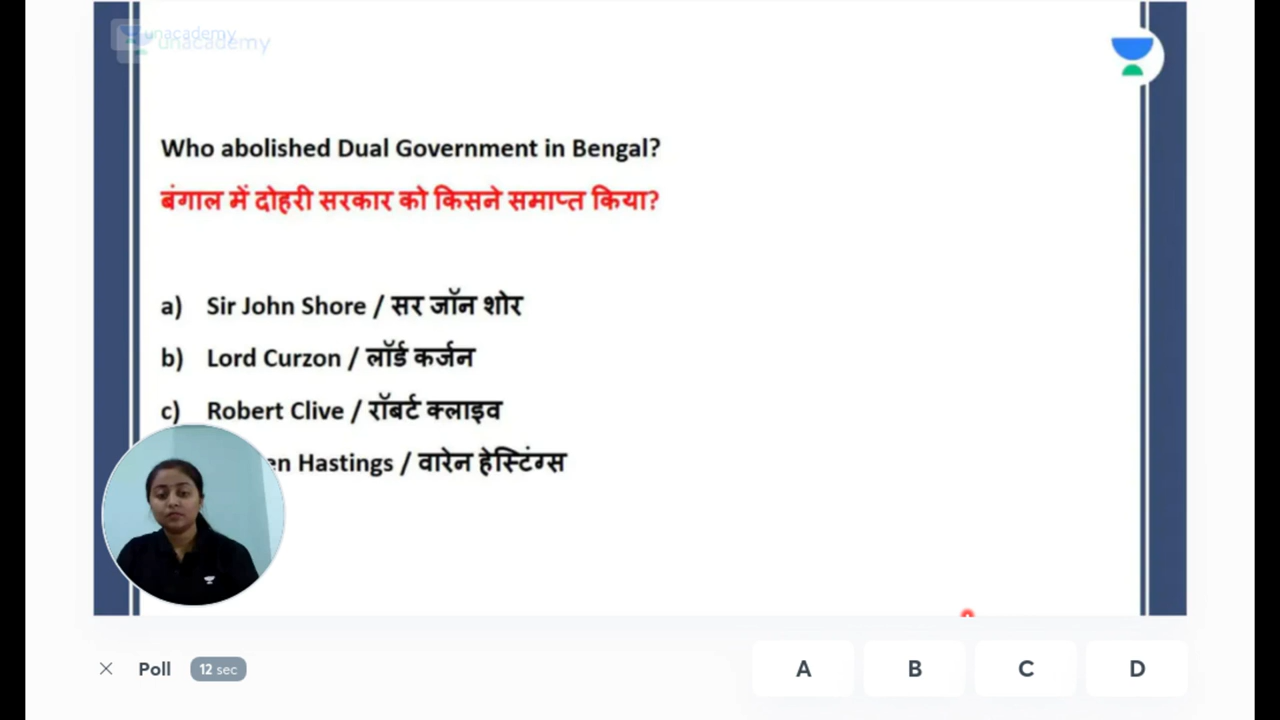 unacademy
unacademy
Who abolished Dual Government in Bengal?
बंगाल में दोहरी सरकार को किसने समाप्त किया?
a) Sir John Shore / सर जॉन शोर
b) Lord Curzon / लॉर्ड कर्जन
c) Robert Clive / रॉबर्ट क्लाइव
en Hastings / वारेन हेस्टिंग्स
Poll 12 sec A B C D